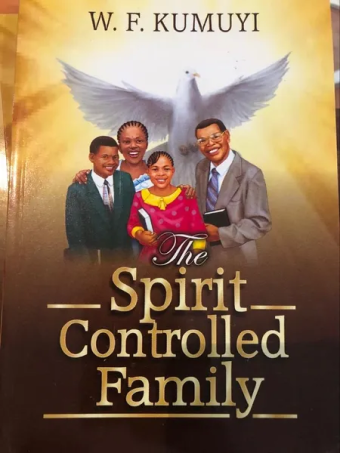 W. F. KUMUYI
The
Spirit
Controlled
Family